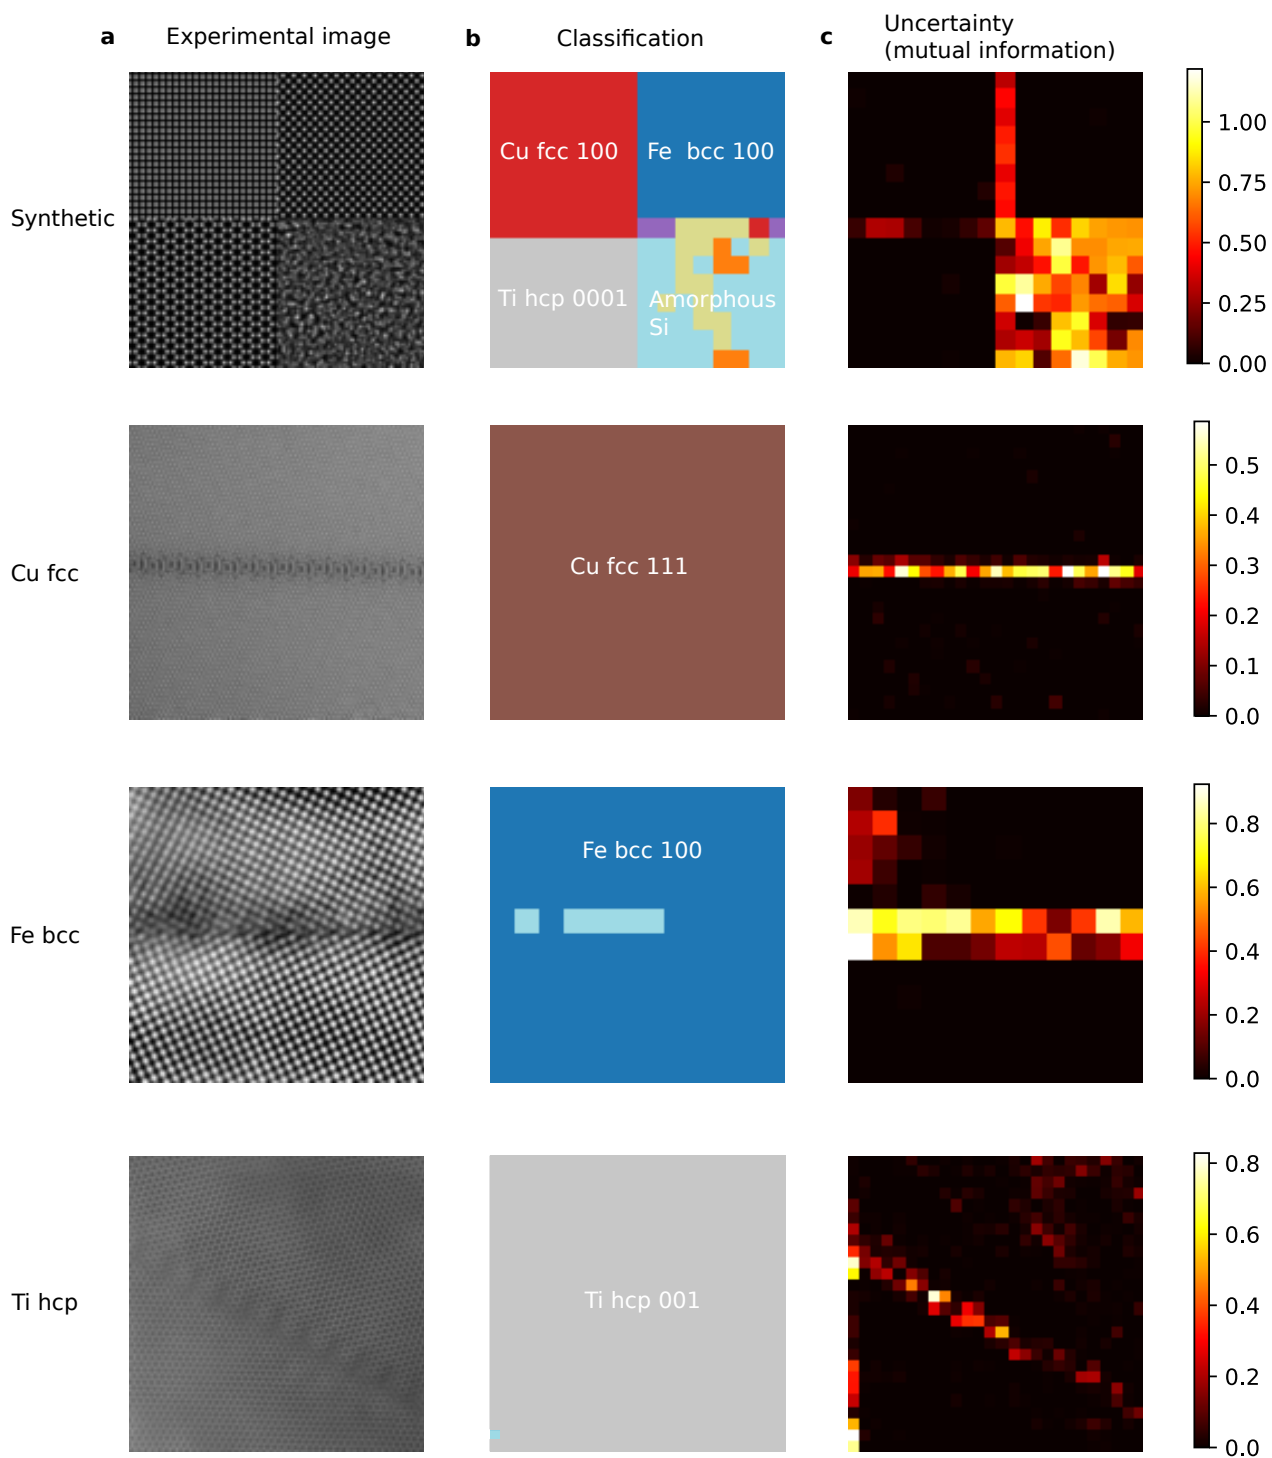 a Experimental image
b Classification
c Uncertainty
(mutual information)
Synthetic
Cu fcc 100
Fe  bcc 100
Ti hcp 0001
Amorphous
Si
1.00
0.75
0.50
0.25
0.00
Cu fcc
Cu fcc 111
0.5
0.4
0.3
0.2
0.1
0.0
Fe bcc
Fe bcc 100
0.8
0.6
0.4
0.2
0.0
Ti hcp
Ti hcp 001
0.8
0.6
0.4
0.2
0.0